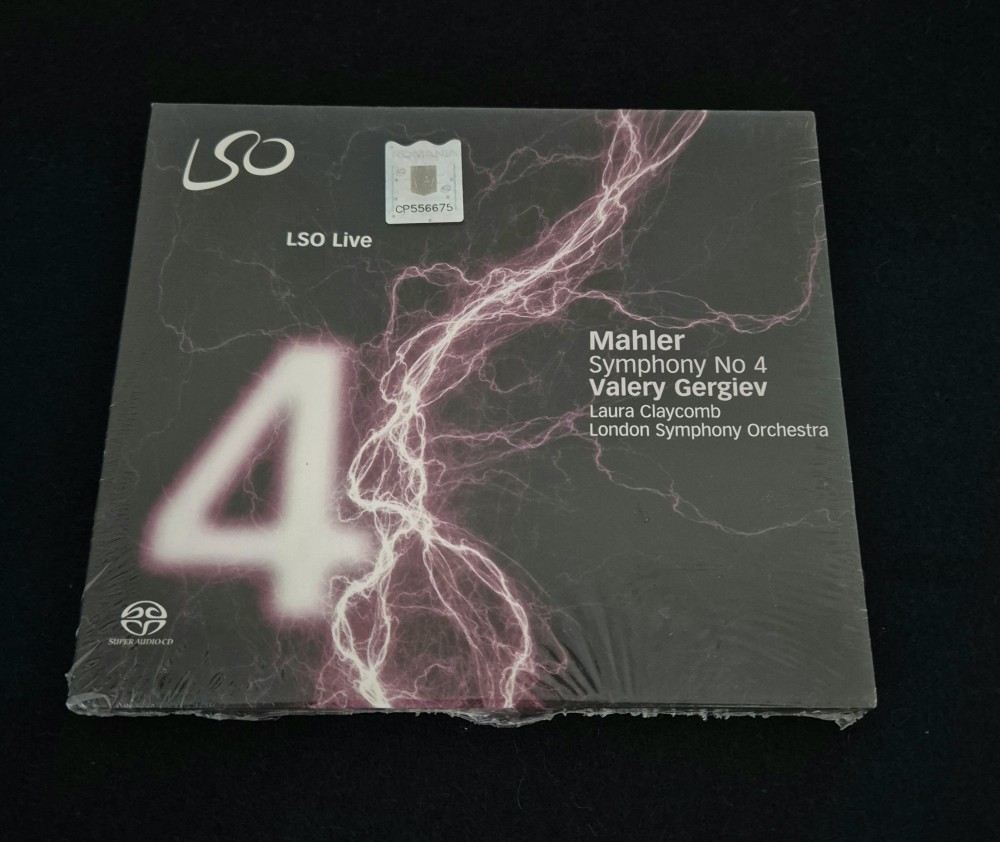 LSO
CP556675
LSO Live
4
Mahler
Symphony No 4
Valery Gergiev
Laura Claycomb
London Symphony Orchestra
SUPER AUDIO CD